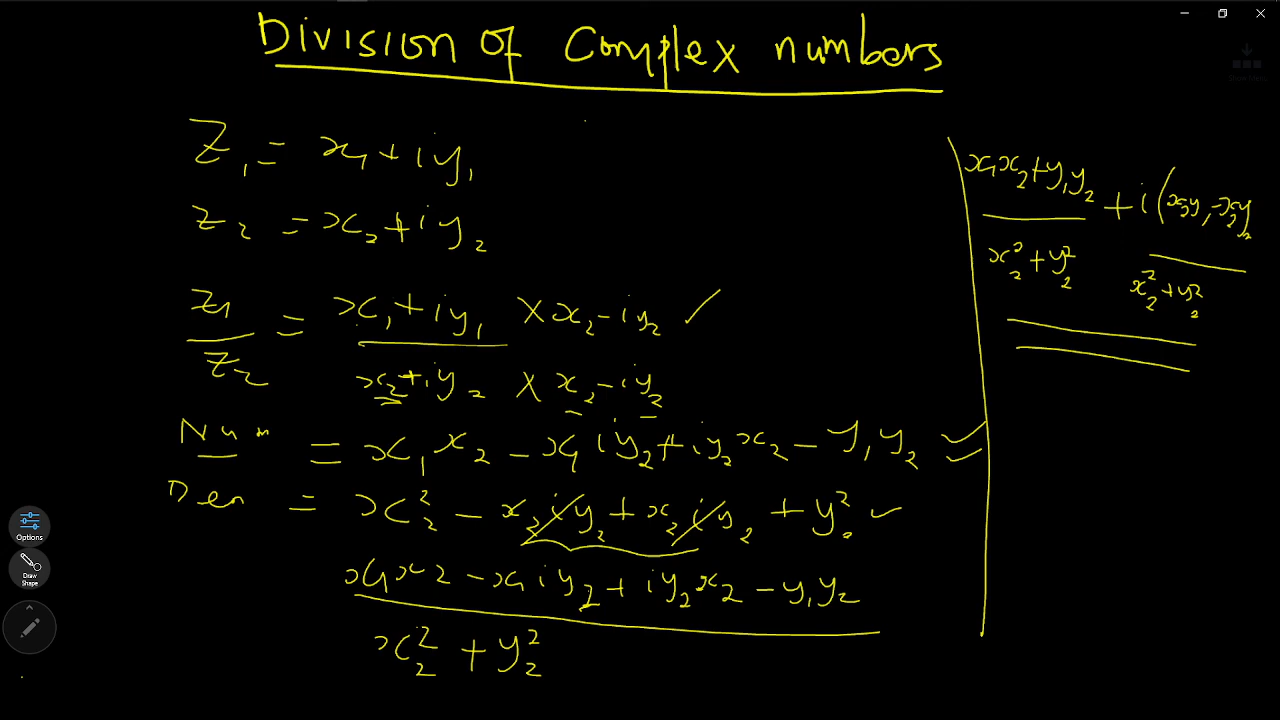 Division of Complex numbers
Z₁ = x₁ + iy₁
Z₂ = x₂ + iy₂
Z₁/Z₂ = x₁ + iy₁ × x₂ - iy₂ ✓
x₂ + iy₂ × x₂ - iy₂
Num = x₁x₂ - x₁iy₂ + iy₂x₂ - y₁y₂
Den = x₂² - x₂iy₂ + x₂iy₂ + y₂² ✓
x₁x₂ - x₁iy₂ + iy₂x₂ - y₁y₂
x₂² + y₂²
x₁x₂ + y₁y₂ + i(x₂y₁ - x₂y₂
x₂² + y₂² x₂² + y₂²
Options
Draw
Shape